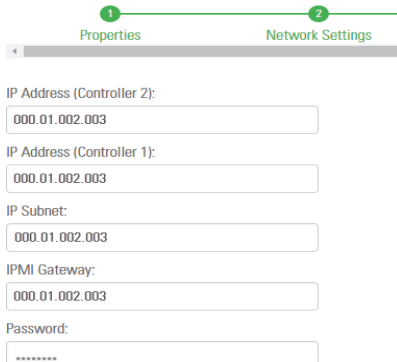 1 2
Properties Network Settings
IP Address (Controller 2):
000.01.002.003
IP Address (Controller 1):
000.01.002.003
IP Subnet:
000.01.002.003
IPMI Gateway:
000.01.002.003
Password:
********